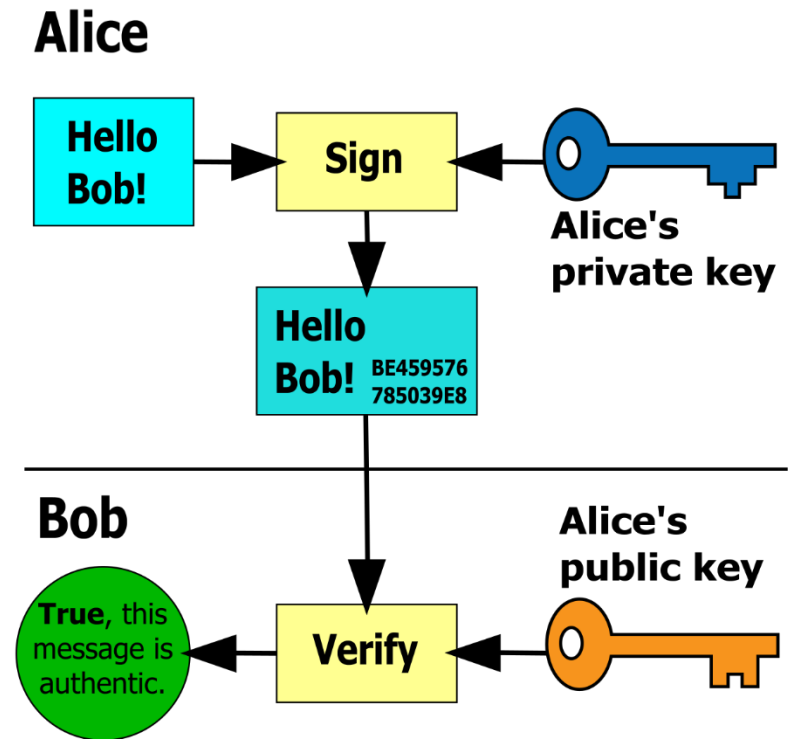 Alice
Hello
Bob!
Sign
Alice's
private key
Hello
Bob!
BE459576
785039E8
Bob
Alice's
public key
True, this
message is
authentic.
Verify